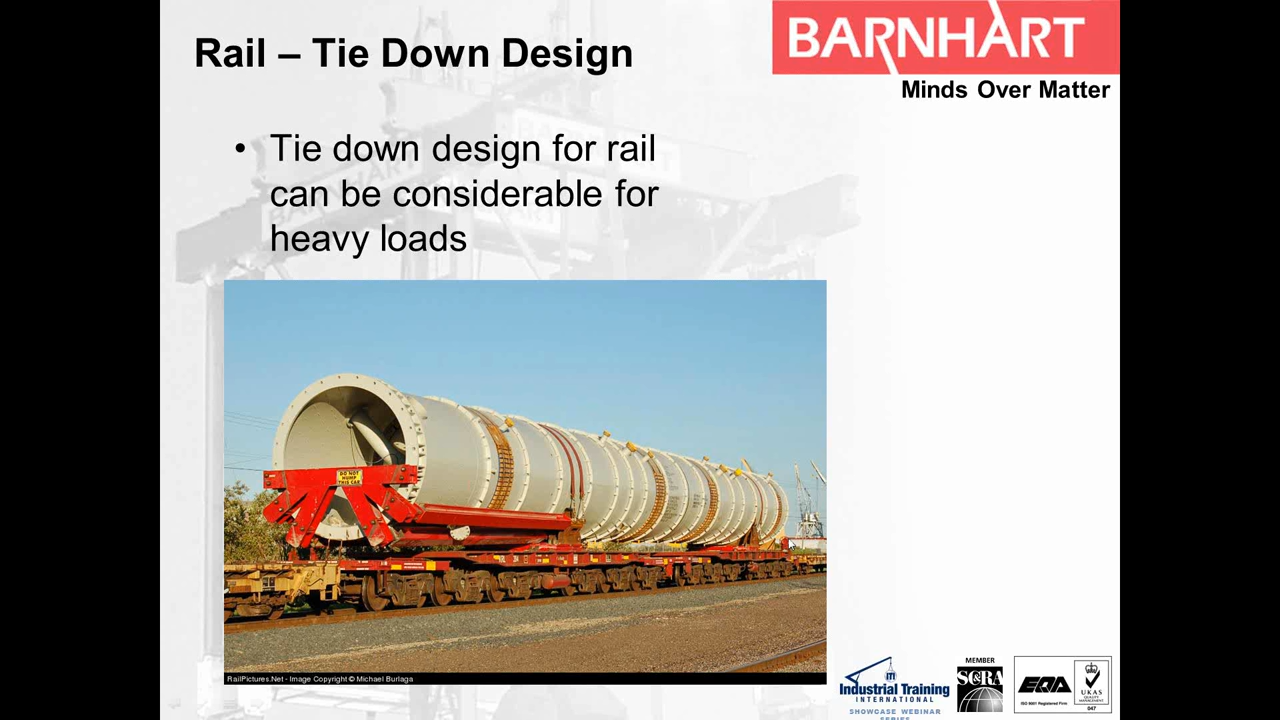 Rail – Tie Down Design
BARNHART
Minds Over Matter
• Tie down design for rail
can be considerable for
heavy loads
DO NOT
HUMP
THIS CAR
RailPictures.Net - Image Copyright © Michael Burlaga
ITI
Industrial Training
INTERNATIONAL
SHOWCASE WEBINAR
SERIES
MEMBER
SC&RA
EQA
ISO 9001 Registered Firm
UKAS
QUALITY
MANAGEMENT
047